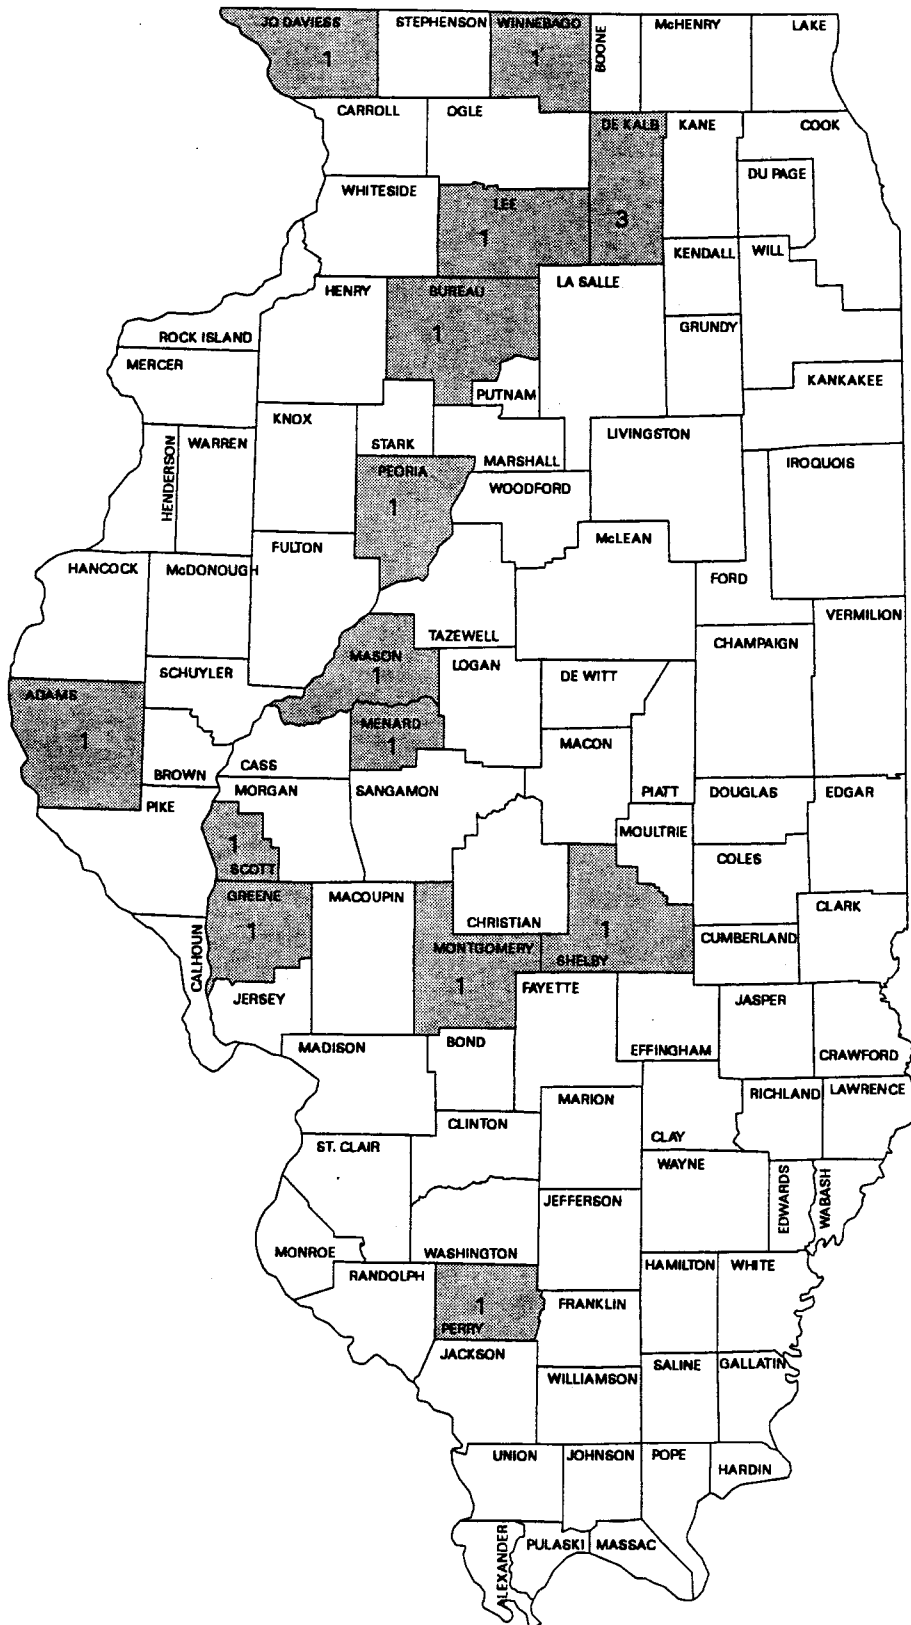 JO DAVIESS
STEPHENSON
WINNEBAGO
BOONE
McHENRY
LAKE
1
1
CARROLL
OGLE
DE KALB
KANE
COOK
DU PAGE
WHITESIDE
LEE
1
3
KENDALL
WILL
HENRY
BUREAU
LA SALLE
1
ROCK ISLAND
GRUNDY
MERCER
KANKAKEE
PUTNAM
KNOX
STARK
LIVINGSTON
HENDERSON
WARREN
MARSHALL
IROQUOIS
PEORIA
1
WOODFORD
FULTON
McLEAN
HANCOCK
McDONOUGH
FORD
VERMILION
TAZEWELL
CHAMPAIGN
MASON
1
LOGAN
SCHUYLER
DE WITT
ADAMS
1
MENARD
1
MACON
CASS
BROWN
MORGAN
SANGAMON
PIATT
DOUGLAS
EDGAR
PIKE
MOULTRIE
1
SCOTT
COLES
GREENE
1
MACOUPIN
CHRISTIAN
1
CLARK
CALHOUN
MONTGOMERY
1
SHELBY
CUMBERLAND
JERSEY
FAYETTE
JASPER
MADISON
BOND
EFFINGHAM
CRAWFORD
MARION
RICHLAND
LAWRENCE
CLINTON
ST. CLAIR
CLAY
WAYNE
EDWARDS
WABASH
JEFFERSON
MONROE
WASHINGTON
RANDOLPH
HAMILTON
WHITE
1
PERRY
FRANKLIN
JACKSON
SALINE
GALLATIN
WILLIAMSON
UNION
JOHNSON
POPE
HARDIN
ALEXANDER
PULASKI
MASSAC